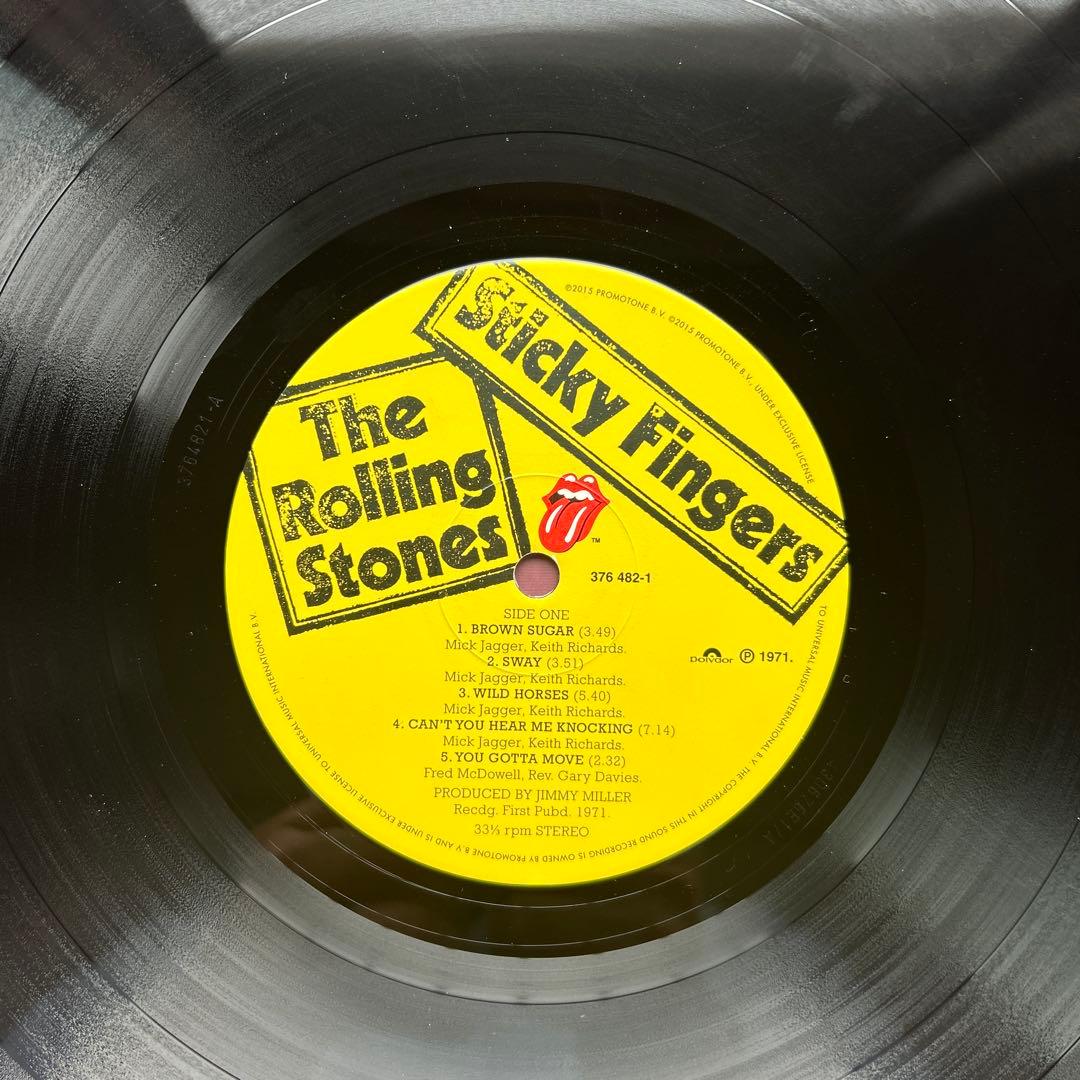 ©2015 PROMOTONE B.V. ©2015 PROMOTONE B.V., UNDER EXCLUSIVE LICENSE
TO UNIVERSAL MUSIC INTERNATIONAL B.V. THE COPYRIGHT IN THIS SOUND RECORDING IS OWNED BY PROMOTONE B.V AND IS UNDER EXCLUSIVE LICENSE TO UNIVERSAL MUSIC INTERNATIONAL B.V.
Sticky Fingers
The
Rolling
Stones
TM
376 482-1
SIDE ONE
1. BROWN SUGAR (3.49)
Mick Jagger, Keith Richards.
2. SWAY (3.51)
Mick Jagger, Keith Richards.
3. WILD HORSES (5.40)
Mick Jagger, Keith Richards.
4. CAN'T YOU HEAR ME KNOCKING (7.14)
Mick Jagger, Keith Richards.
5. YOU GOTTA MOVE (2.32)
Fred McDowell, Rev. Gary Davies.
PRODUCED BY JIMMY MILLER
Recdg. First Pubd. 1971.
33⅓ rpm STEREO
Polydor ℗ 1971.
3764821-A